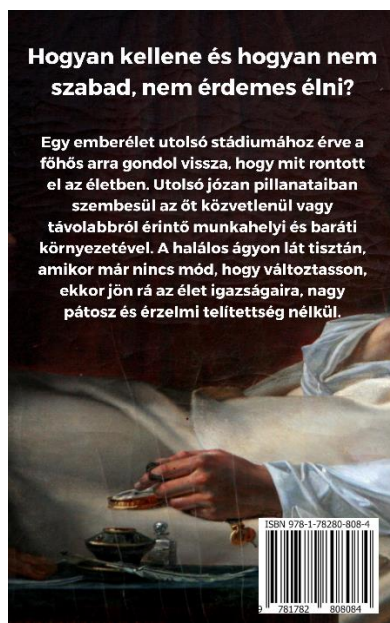 Hogyan kellene és hogyan nem
szabad, nem érdemes élni?
Egy emberélet utolsó stádiumához érve a
főhős arra gondol vissza, hogy mit rontott
el az életben. Utolsó józan pillanataiban
szembesül az őt közvetlenül vagy
távolabbról érintő munkahelyi és baráti
környezetével. A halálos ágyon lát tisztán,
amikor már nincs mód, hogy változtasson,
ekkor jön rá az élet igazságaira, nagy
pátosz és érzelmi telítettség nélkül.
ISBN 978-1-78280-808-4
9 781782 808084